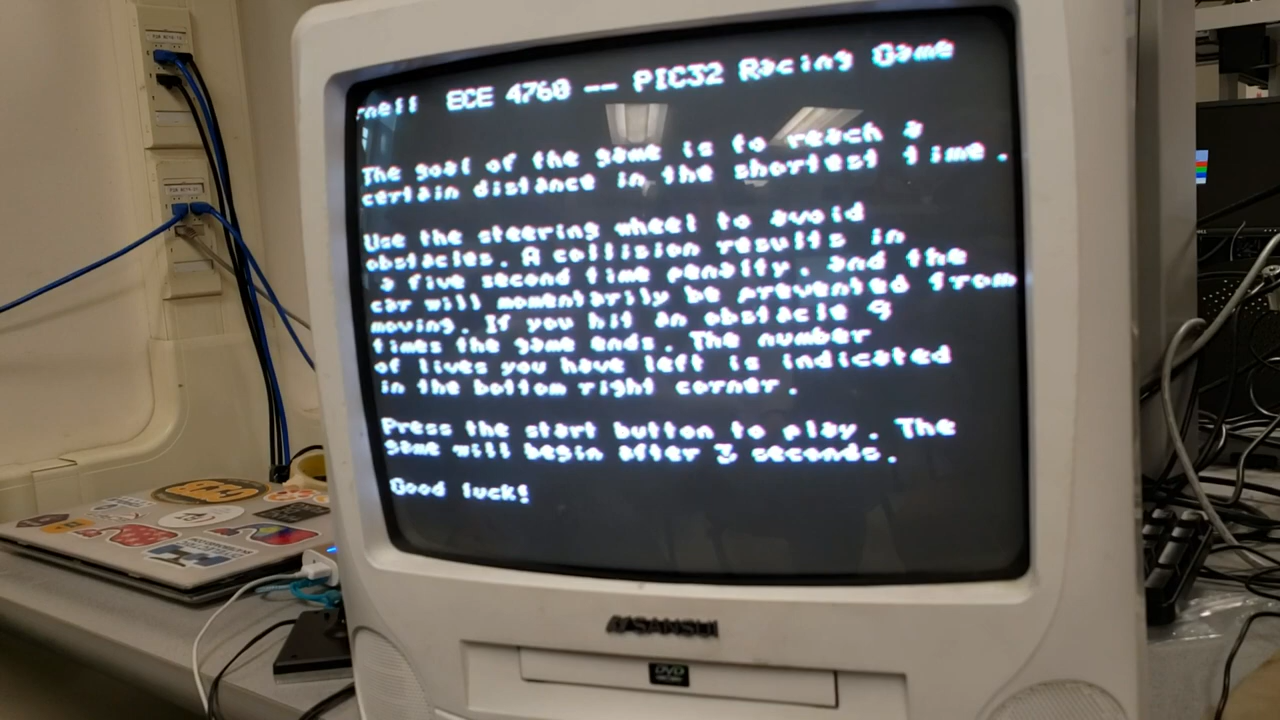 rnell ECE 4760 -- PIC32 Racing Game
The goal of the game is to reach a
certain distance in the shortest time.
Use the steering wheel to avoid
obstacles. A collision results in
a five second time penalty, and the
car will momentarily be prevented from
moving. If you hit an obstacle 9
times the game ends. The number
of lives you have left is indicated
in the bottom right corner.
Press the start button to play. The
game will begin after 3 seconds.
Good luck!
SANSUI
DVD